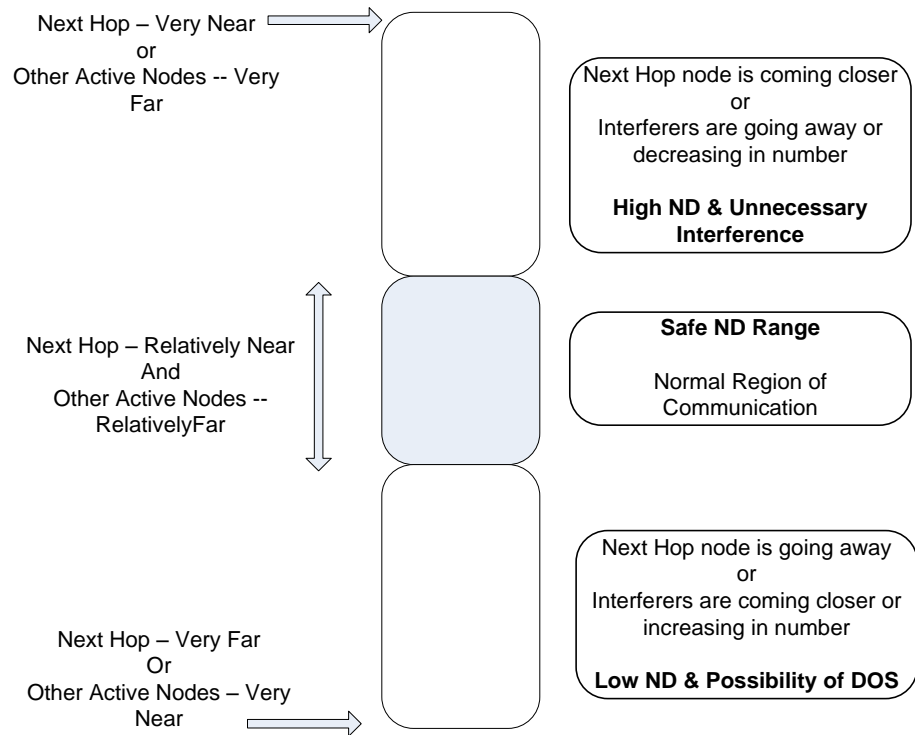 Next Hop – Very Near
or
Other Active Nodes -- Very
Far
Next Hop node is coming closer
or
Interferers are going away or
decreasing in number
High ND & Unnecessary
Interference
Next Hop – Relatively Near
And
Other Active Nodes --
RelativelyFar
Safe ND Range
Normal Region of
Communication
Next Hop node is going away
or
Interferers are coming closer or
increasing in number
Low ND & Possibility of DOS
Next Hop – Very Far
Or
Other Active Nodes – Very
Near